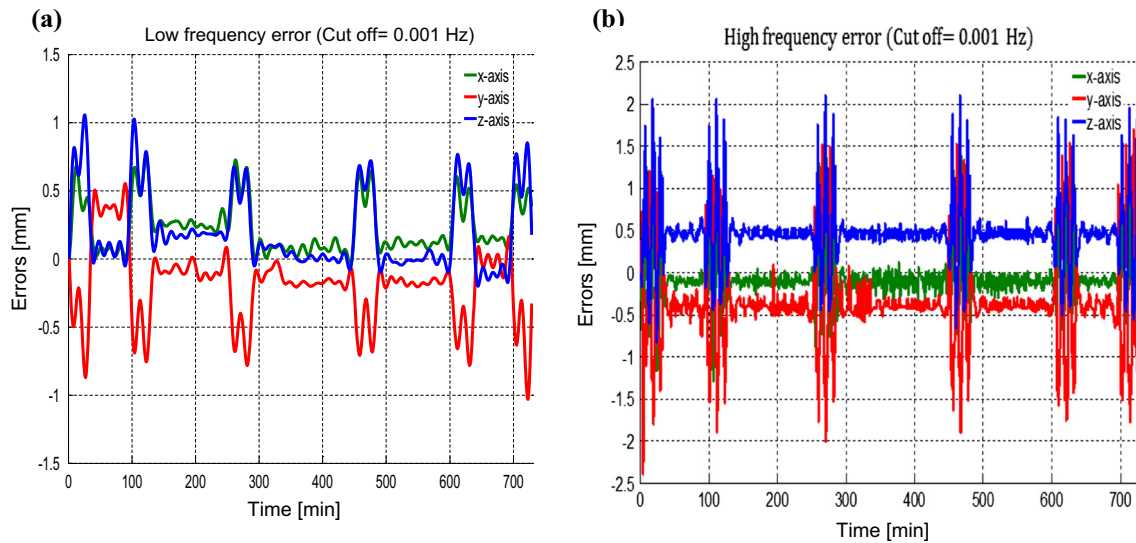 (a)
Low frequency error (Cut off= 0.001 Hz)
1.5
1
0.5
0
-0.5
-1
-1.5
Errors [mm]
x-axis
y-axis
z-axis
0 100 200 300 400 500 600 700
Time [min]
(b)
High frequency error (Cut off= 0.001 Hz)
2.5
2
1.5
1
0.5
0
-0.5
-1
-1.5
-2
-2.5
Errors [mm]
x-axis
y-axis
z-axis
0 100 200 300 400 500 600 700
Time [min]